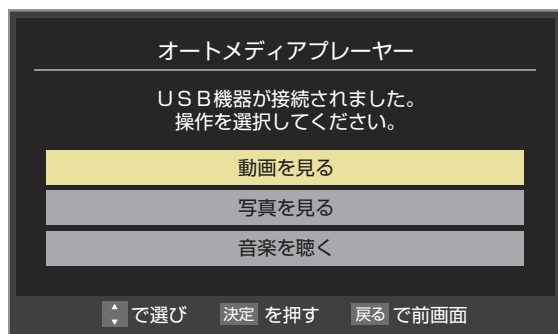 オートメディアプレーヤー
ＵＳＢ機器が接続されました。
操作を選択してください。
動画を見る
写真を見る
音楽を聴く
で選び 決定 を押す 戻る で前画面